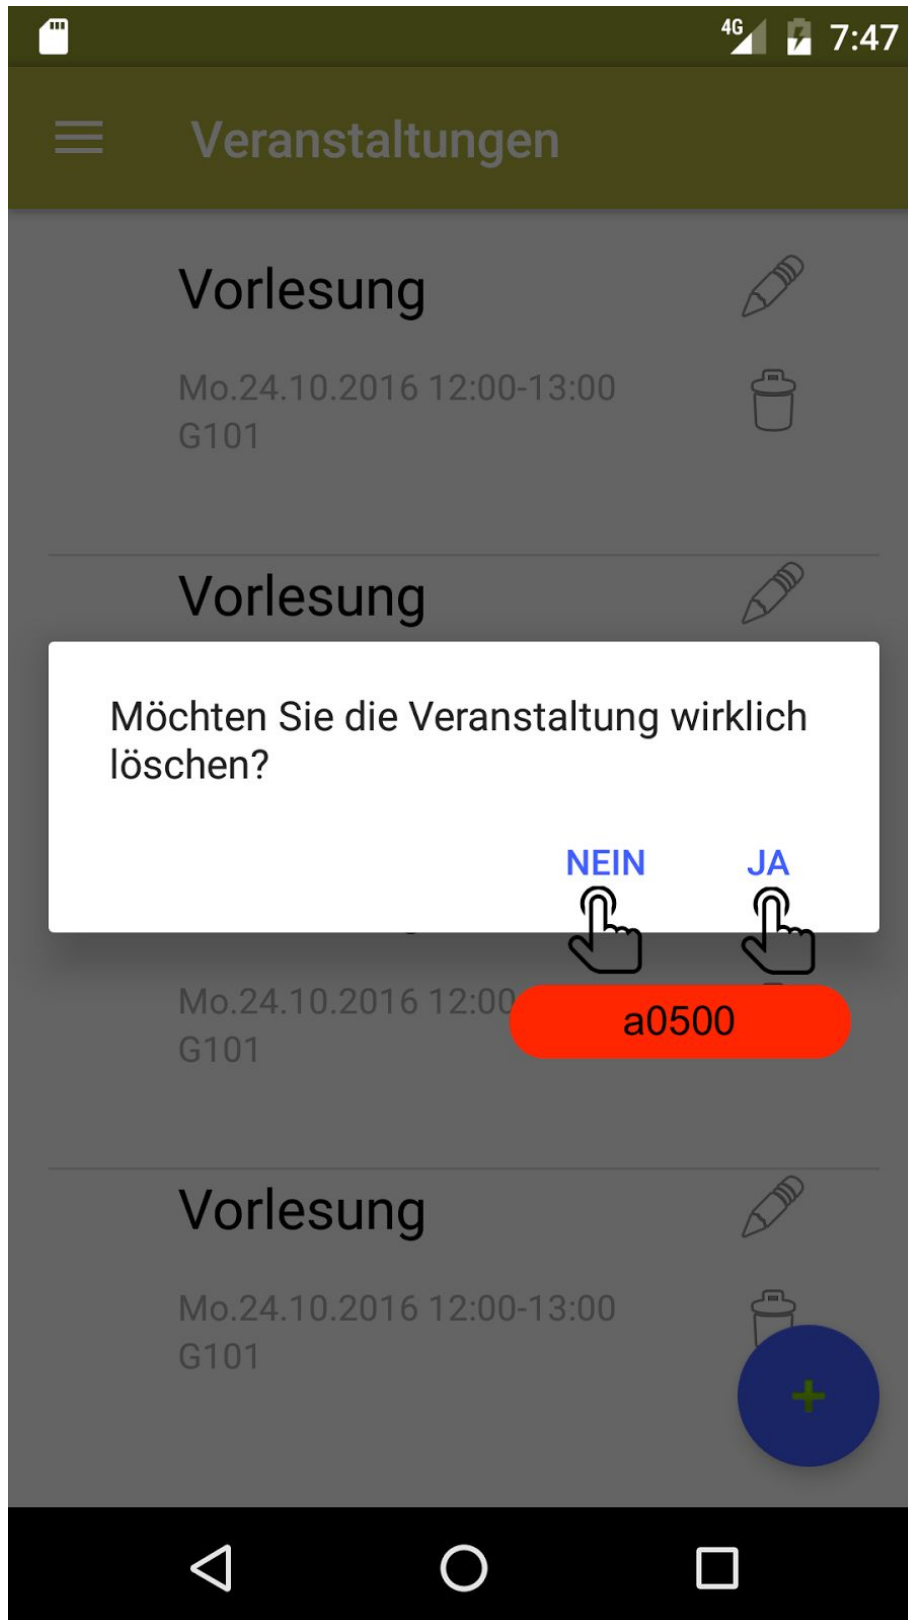 4G 7:47
Veranstaltungen
Vorlesung
Mo.24.10.2016 12:00-13:00
G101
Vorlesung
Möchten Sie die Veranstaltung wirklich
löschen?
NEIN JA
Mo.24.10.2016 12:00
a0500
G101
Vorlesung
Mo.24.10.2016 12:00-13:00
G101
+